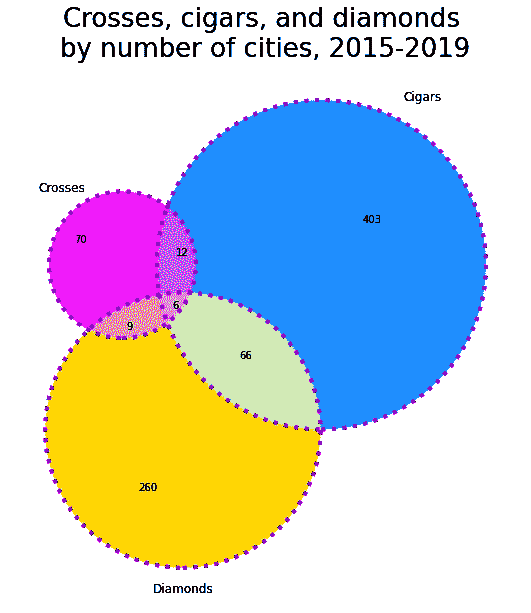 Crosses, cigars, and diamonds
by number of cities, 2015-2019
Cigars
Crosses
403
70
12
6
9
66
260
Diamonds